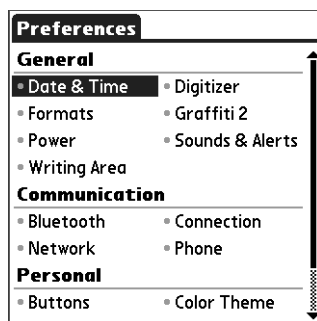 Preferences
General
Date & Time Digitizer
Formats Graffiti 2
Power Sounds & Alerts
Writing Area
Communication
Bluetooth Connection
Network Phone
Personal
Buttons Color Theme